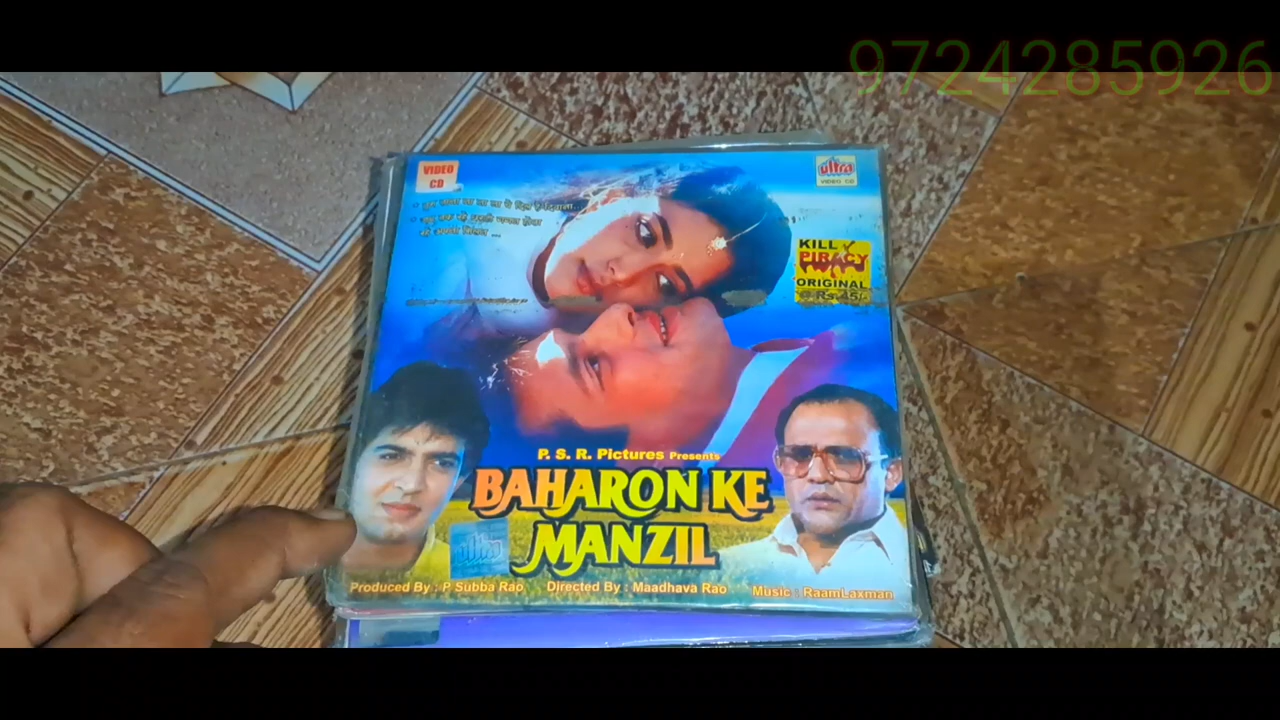 9724285926
VIDEO
CD
ultra
VIDEO CD
KILL
PIRACY
ORIGINAL
@ Rs.45/-
P. S. R. Pictures Presents
BAHARON KE
MANZIL
ultra
Produced By : P Subba Rao Directed By : Maadhava Rao Music : RaamLaxman